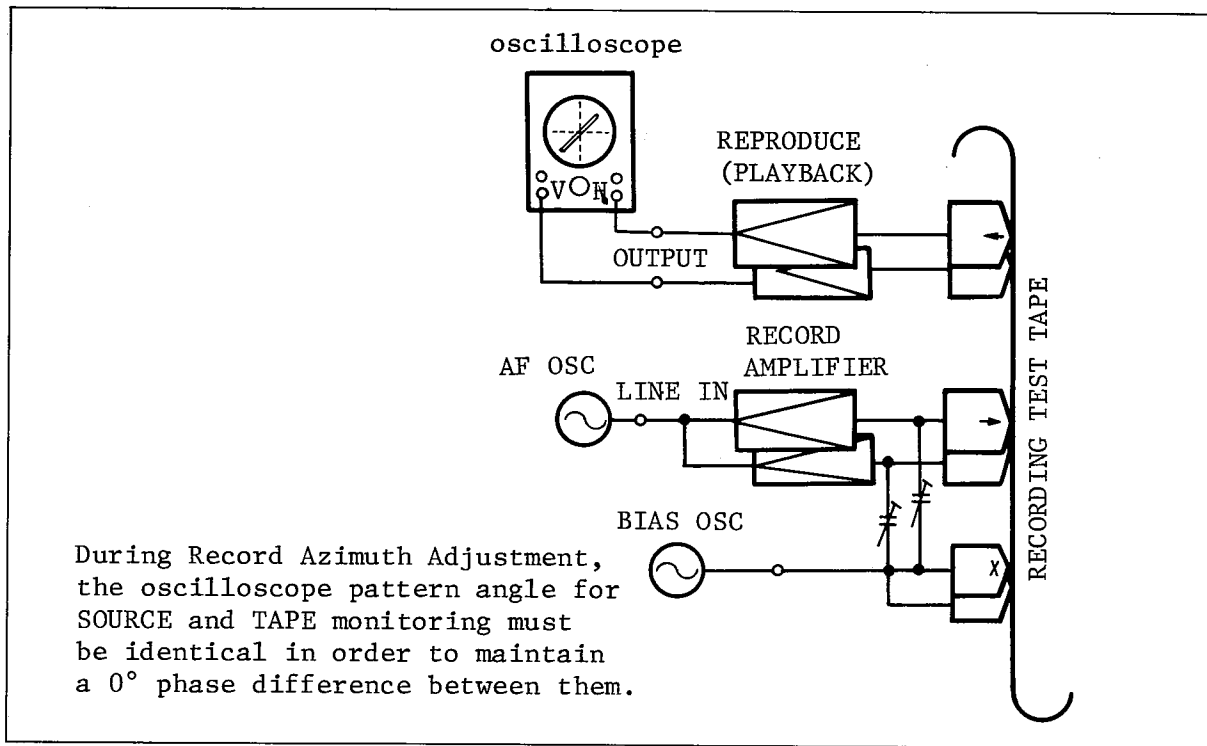 oscilloscope
V H
REPRODUCE
(PLAYBACK)
OUTPUT
RECORD
AMPLIFIER
AF OSC
LINE IN
BIAS OSC
X
RECORDING TEST TAPE
During Record Azimuth Adjustment,
the oscilloscope pattern angle for
SOURCE and TAPE monitoring must
be identical in order to maintain
a 0° phase difference between them.